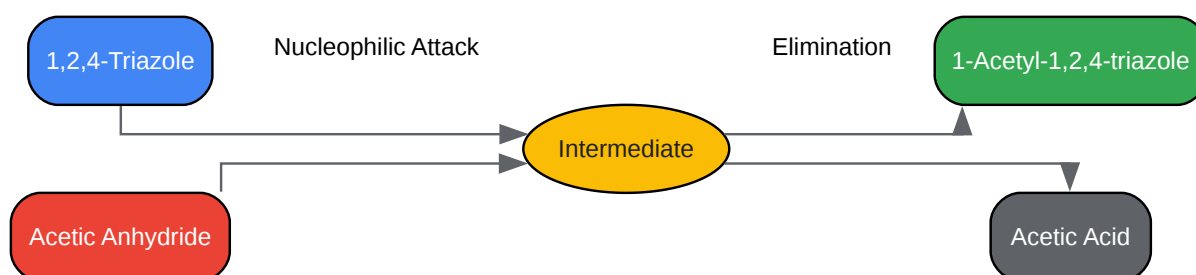 1,2,4-Triazole
Nucleophilic Attack
Elimination
1-Acetyl-1,2,4-triazole
Intermediate
Acetic Anhydride
Acetic Acid